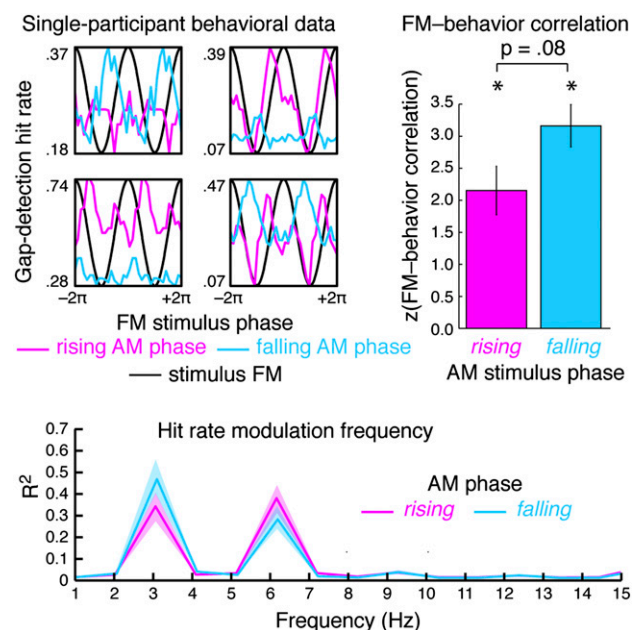 Single-participant behavioral data
Gap-detection hit rate
.37
.18
.39
.07
.74
.28
.47
.07
−2π +2π −2π +2π
FM stimulus phase
rising AM phase falling AM phase
stimulus FM
FM–behavior correlation
p = .08
* *
z(FM–behavior correlation)
3.5
3.0
2.5
2.0
1.5
1.0
0.5
0.0
rising falling
AM stimulus phase
Hit rate modulation frequency
R²
0.7
0.6
0.5
0.4
0.3
0.2
0.1
0
AM phase
rising falling
1 2 3 4 5 6 7 8 9 10 11 12 13 14 15
Frequency (Hz)